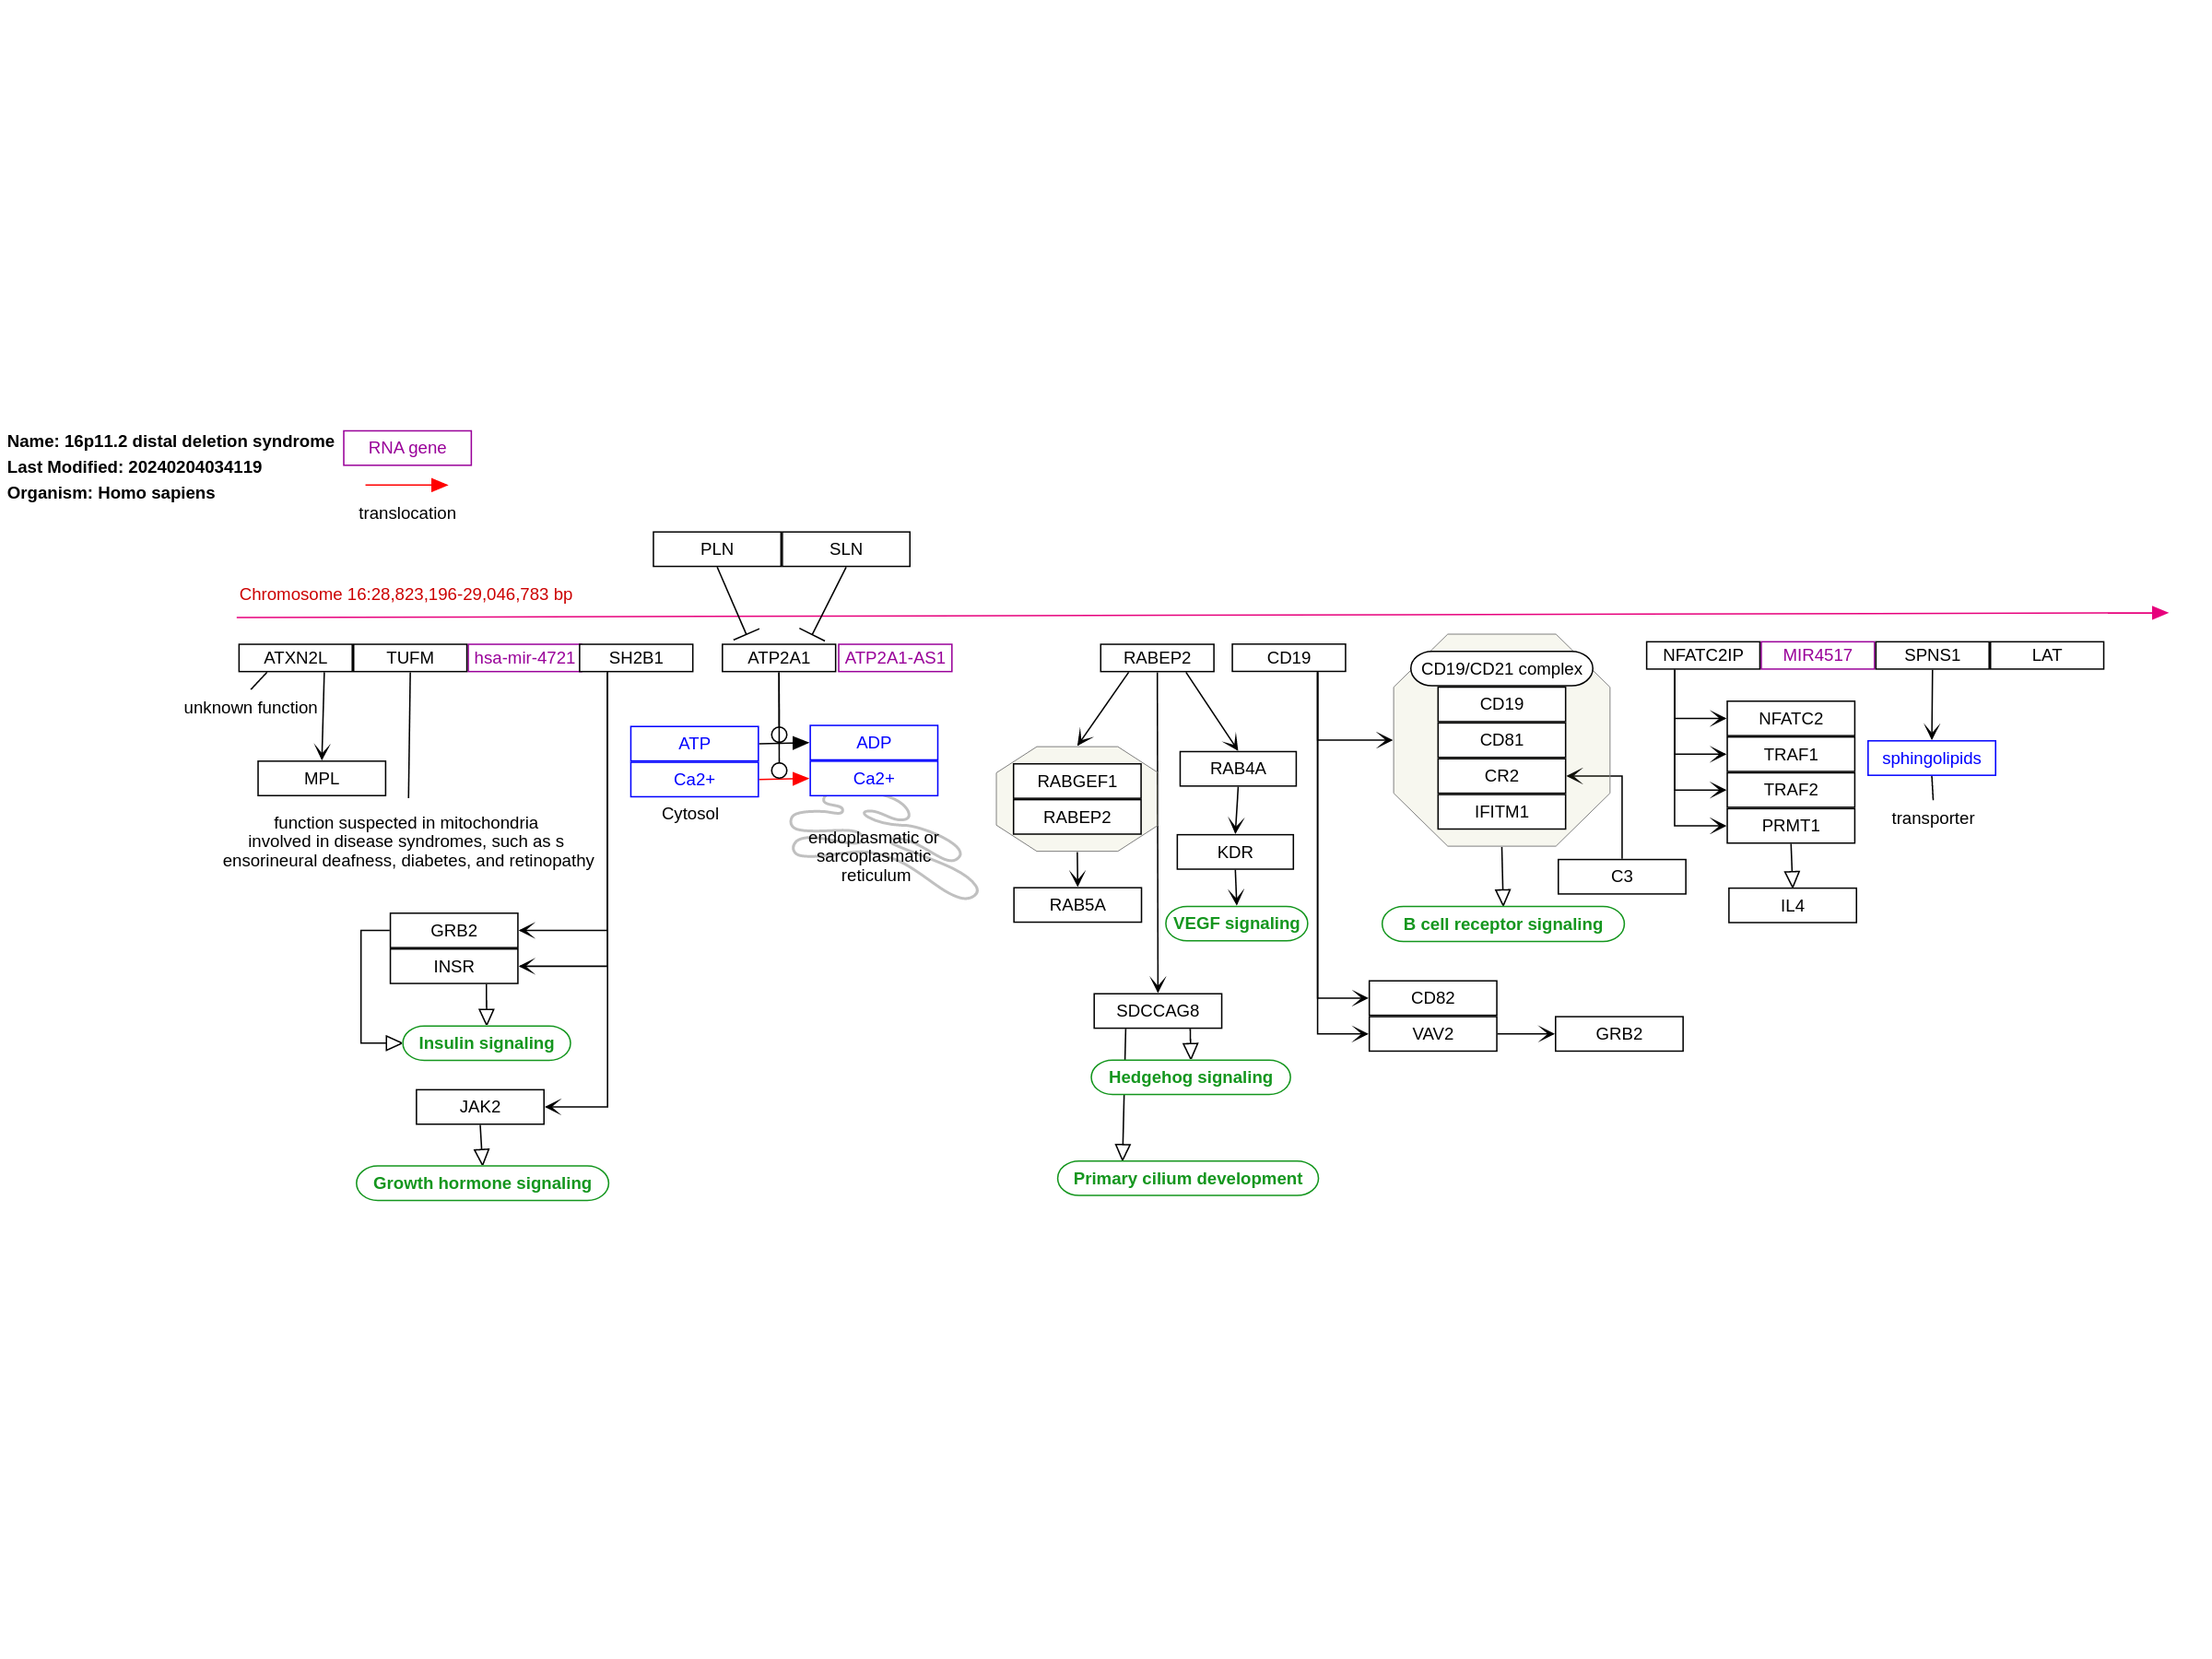 Name: 16p11.2 distal deletion syndrome
Last Modified: 20240204034119
Organism: Homo sapiens
RNA gene
translocation
PLN
SLN
Chromosome 16:28,823,196-29,046,783 bp
ATXN2L
TUFM
hsa-mir-4721
SH2B1
ATP2A1
ATP2A1-AS1
RABEP2
CD19
NFATC2IP
MIR4517
SPNS1
LAT
unknown function
MPL
function suspected in mitochondria
involved in disease syndromes, such as s
ensorineural deafness, diabetes, and retinopathy
ATP
ADP
Ca2+
Ca2+
Cytosol
endoplasmatic or
sarcoplasmatic
reticulum
GRB2
INSR
Insulin signaling
JAK2
Growth hormone signaling
RABGEF1
RABEP2
RAB5A
RAB4A
KDR
VEGF signaling
SDCCAG8
Hedgehog signaling
Primary cilium development
CD19/CD21 complex
CD19
CD81
CR2
IFITM1
C3
B cell receptor signaling
CD82
VAV2
GRB2
NFATC2
TRAF1
TRAF2
PRMT1
IL4
sphingolipids
transporter